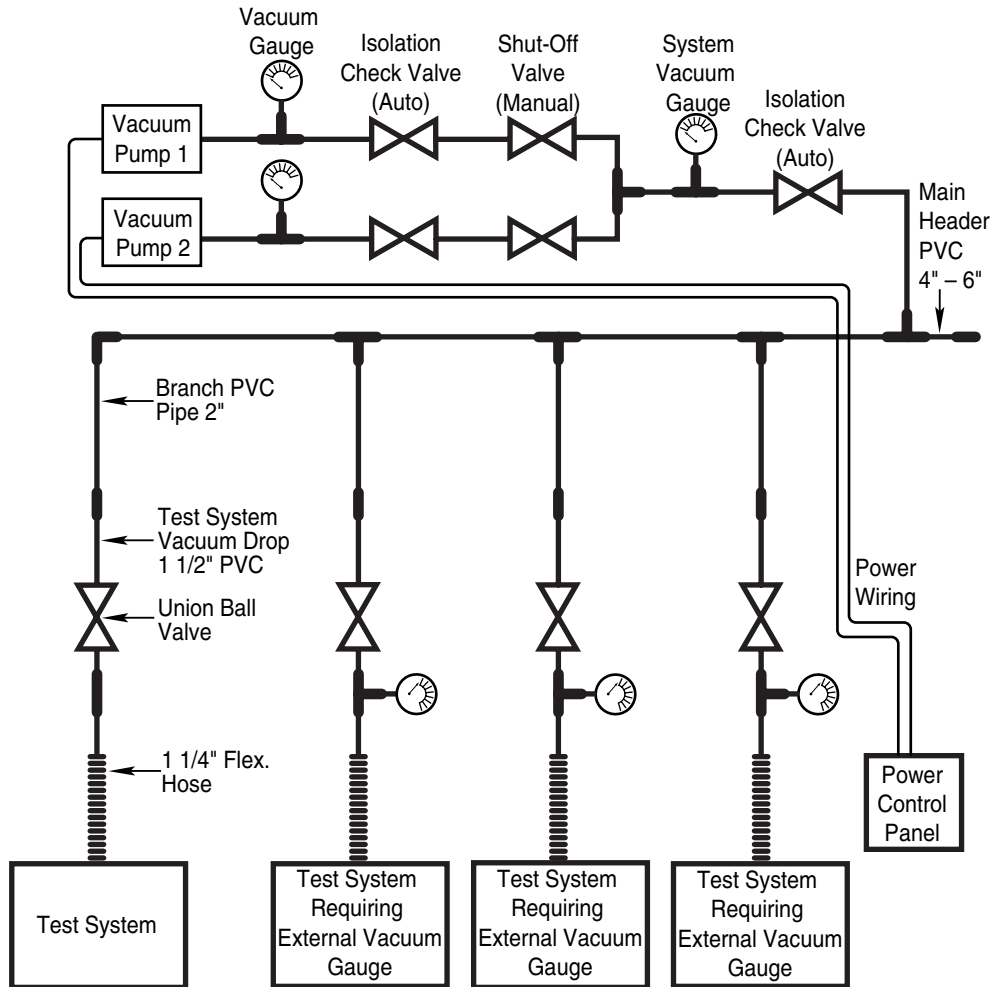 Vacuum
Gauge
Isolation
Check Valve
(Auto)
Shut-Off
Valve
(Manual)
System
Vacuum
Gauge
Isolation
Check Valve
(Auto)
Vacuum
Pump 1
Vacuum
Pump 2
Main
Header
PVC
4" – 6"
Branch PVC
Pipe 2"
Test System
Vacuum Drop
1 1/2" PVC
Union Ball
Valve
Power
Wiring
1 1/4" Flex.
Hose
Power
Control
Panel
Test System
Test System
Requiring
External Vacuum
Gauge
Test System
Requiring
External Vacuum
Gauge
Test System
Requiring
External Vacuum
Gauge